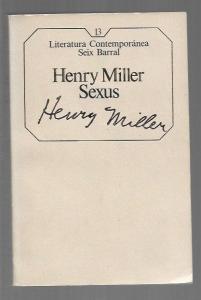 13
Literatura Contemporánea
Seix Barral
Henry Miller
Sexus
Henry Miller